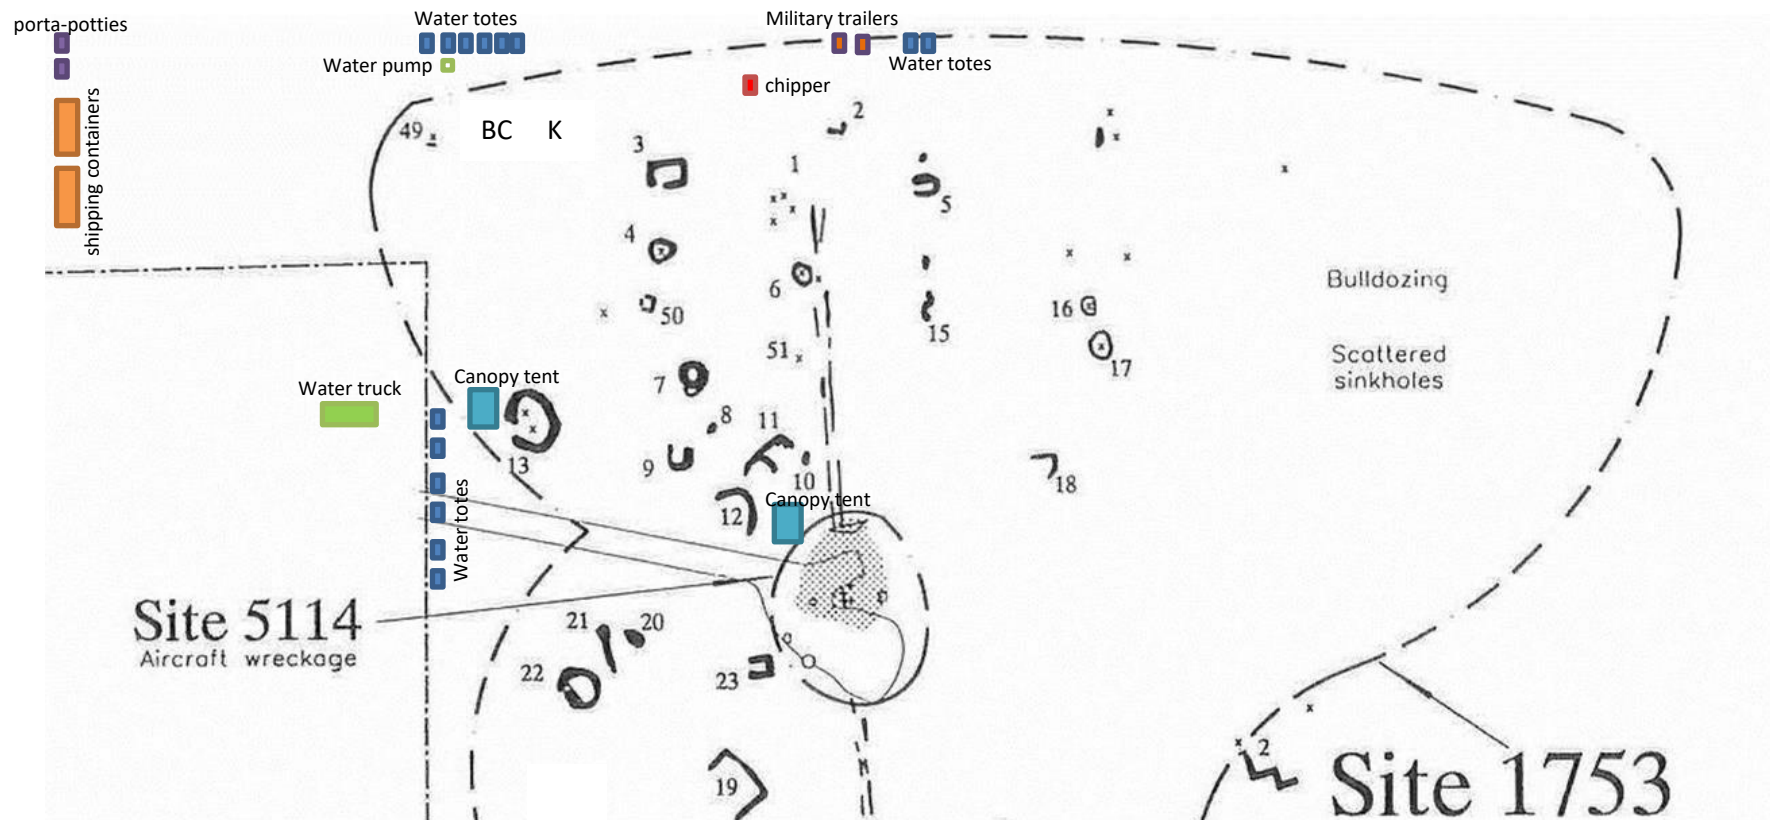 porta-potties
Water totes
Military trailers
Water pump
Water totes
chipper
shipping containers
49
BC K
2
3
1
5
4
6
50
16
15
51
17
7
Bulldozing
Scattered
sinkholes
Water truck
Canopy tent
8
11
13
9
10
18
Canopy tent
12
Water totes
Site 5114
Aircraft wreckage
21
20
22
23
19
2
Site 1753